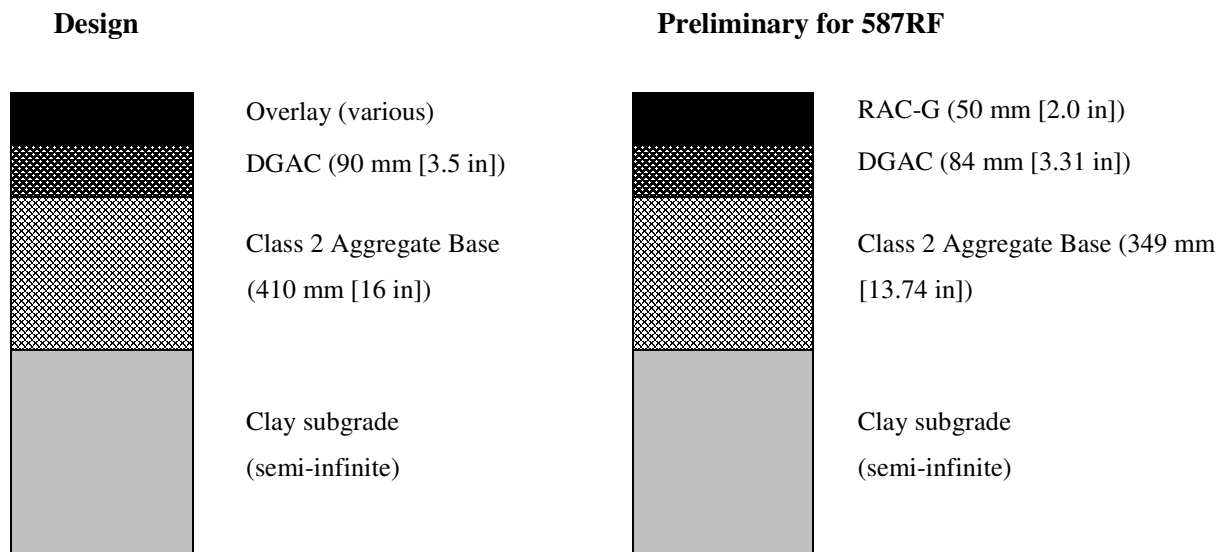 Design
Overlay (various)
DGAC (90 mm [3.5 in])
Class 2 Aggregate Base
(410 mm [16 in])
Clay subgrade
(semi-infinite)
Preliminary for 587RF
RAC-G (50 mm [2.0 in])
DGAC (84 mm [3.31 in])
Class 2 Aggregate Base (349 mm
[13.74 in])
Clay subgrade
(semi-infinite)